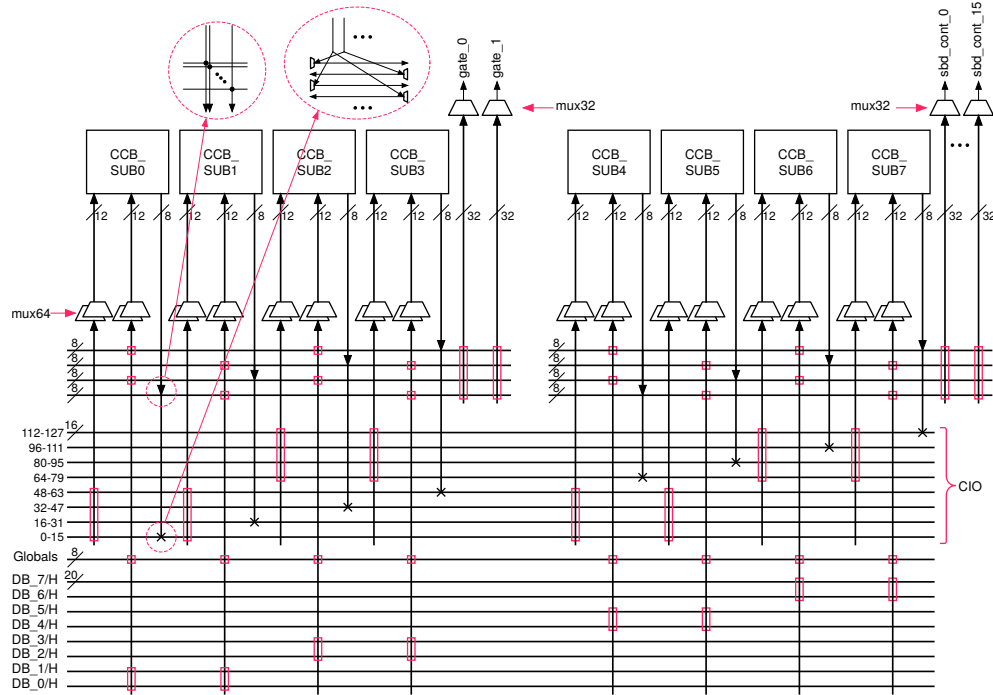 gate_0
gate_1
sbd_cont_0
sbd_cont_15
mux32
mux32
CCB_
SUB0
CCB_
SUB1
CCB_
SUB2
CCB_
SUB3
CCB_
SUB4
CCB_
SUB5
CCB_
SUB6
CCB_
SUB7
12 12 8 12 12 8 12 12 8 12 12 8 32 32 12 12 8 12 12 8 12 12 8 12 12 8 32 32
mux64
8 8
8 8
8 8
8 8
112-127 16
96-111
80-95
64-79
48-63
32-47
16-31
0-15
CIO
Globals 8
DB_7/H 20
DB_6/H
DB_5/H
DB_4/H
DB_3/H
DB_2/H
DB_1/H
DB_0/H